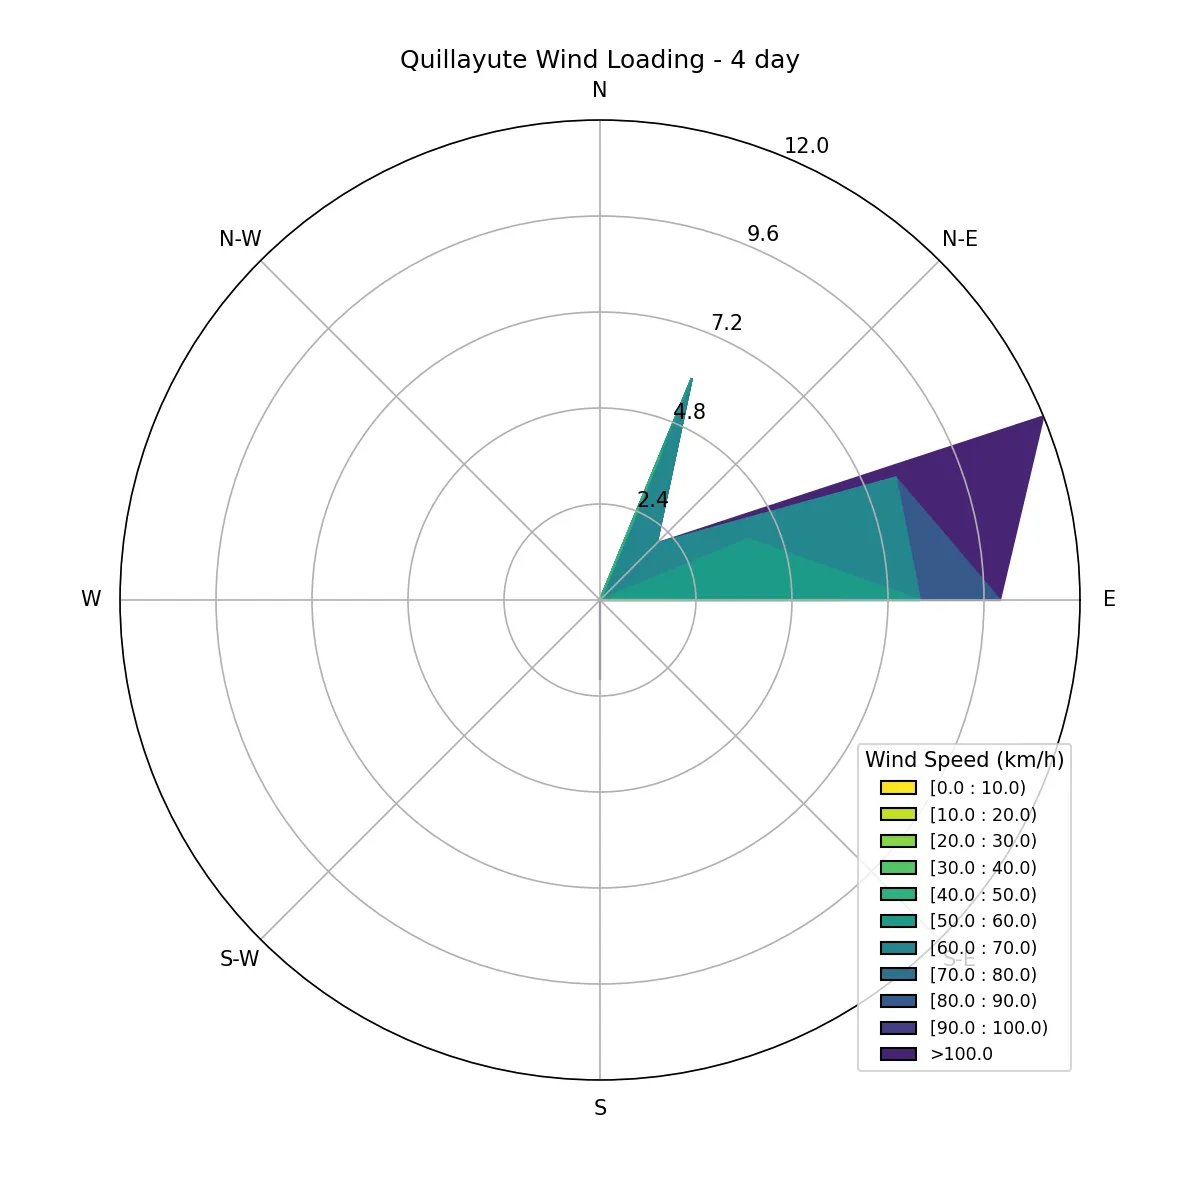 Quillayute Wind Loading - 4 day
N
12.0
N-W
9.6
N-E
7.2
4.8
2.4
W
E
Wind Speed (km/h)
[0.0 : 10.0)
[10.0 : 20.0)
[20.0 : 30.0)
[30.0 : 40.0)
[40.0 : 50.0)
[50.0 : 60.0)
[60.0 : 70.0)
[70.0 : 80.0)
[80.0 : 90.0)
[90.0 : 100.0)
>100.0
S-W
S-E
S